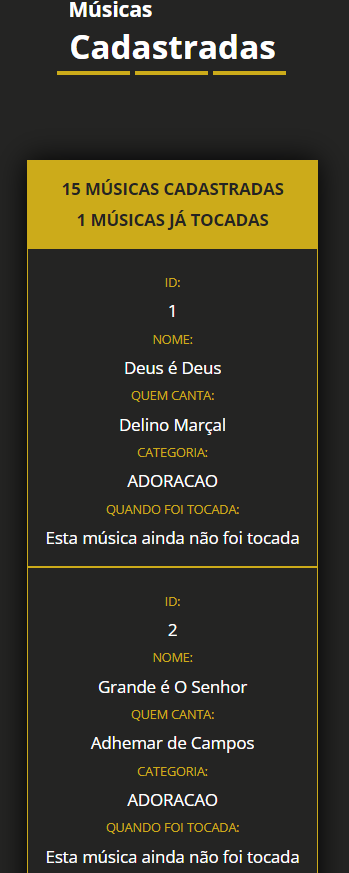 Músicas
Cadastradas
15 MÚSICAS CADASTRADAS
1 MÚSICAS JÁ TOCADAS
ID:
1
NOME:
Deus é Deus
QUEM CANTA:
Delino Marçal
CATEGORIA:
ADORACAO
QUANDO FOI TOCADA:
Esta música ainda não foi tocada
ID:
2
NOME:
Grande é O Senhor
QUEM CANTA:
Adhemar de Campos
CATEGORIA:
ADORACAO
QUANDO FOI TOCADA:
Esta música ainda não foi tocada